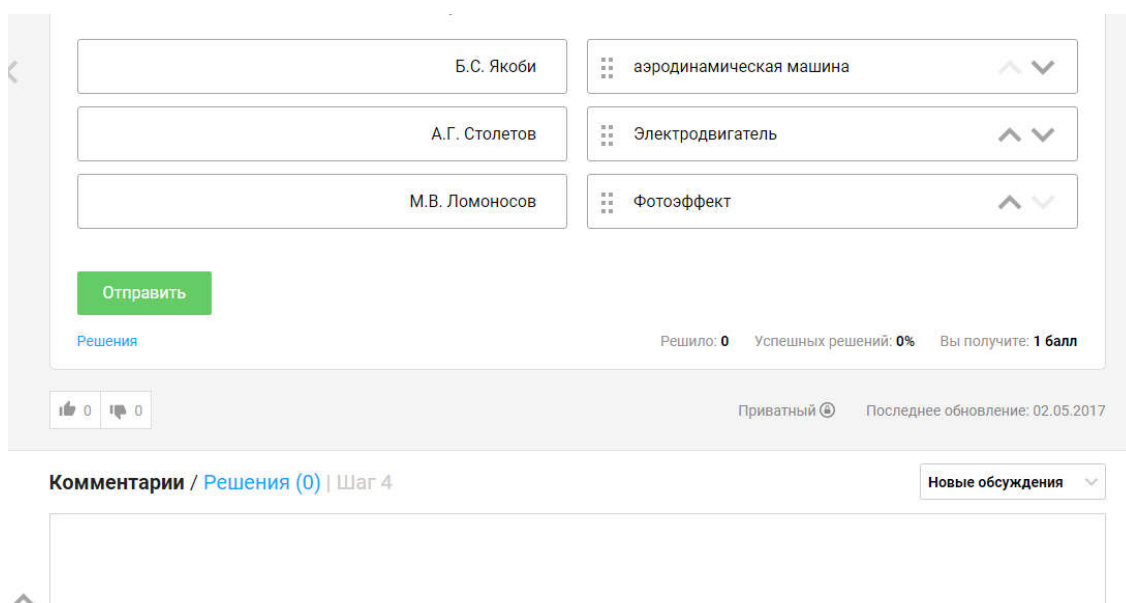 Б.С. Якоби
аэродинамическая машина
А.Г. Столетов
Электродвигатель
М.В. Ломоносов
Фотоэффект
Отправить
Решения
Решило: 0 Успешных решений: 0% Вы получите: 1 балл
0 0
Приватный Последнее обновление: 02.05.2017
Комментарии / Решения (0) | Шаг 4
Новые обсуждения